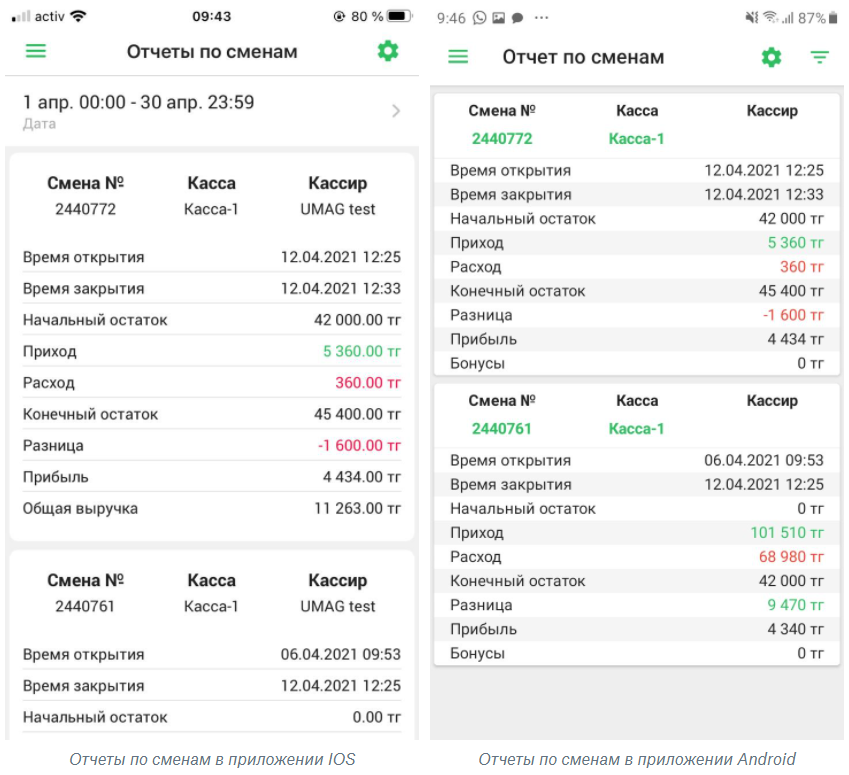 activ 09:43 80 %
Отчеты по сменам
1 апр. 00:00 - 30 апр. 23:59
Дата
Смена № Касса Кассир
2440772 Касса-1 UMAG test
Время открытия 12.04.2021 12:25
Время закрытия 12.04.2021 12:33
Начальный остаток 42 000.00 тг
Приход 5 360.00 тг
Расход 360.00 тг
Конечный остаток 45 400.00 тг
Разница -1 600.00 тг
Прибыль 4 434.00 тг
Общая выручка 11 263.00 тг
Смена № Касса Кассир
2440761 Касса-1 UMAG test
Время открытия 06.04.2021 09:53
Время закрытия 12.04.2021 12:25
Начальный остаток 0.00 тг
Отчеты по сменам в приложении IOS
9:46 87%
Отчет по сменам
Смена № Касса Кассир
2440772 Касса-1
Время открытия 12.04.2021 12:25
Время закрытия 12.04.2021 12:33
Начальный остаток 42 000 тг
Приход 5 360 тг
Расход 360 тг
Конечный остаток 45 400 тг
Разница -1 600 тг
Прибыль 4 434 тг
Бонусы 0 тг
Смена № Касса Кассир
2440761 Касса-1
Время открытия 06.04.2021 09:53
Время закрытия 12.04.2021 12:25
Начальный остаток 0 тг
Приход 101 510 тг
Расход 68 980 тг
Конечный остаток 42 000 тг
Разница 9 470 тг
Прибыль 4 340 тг
Бонусы 0 тг
Отчеты по сменам в приложении Android